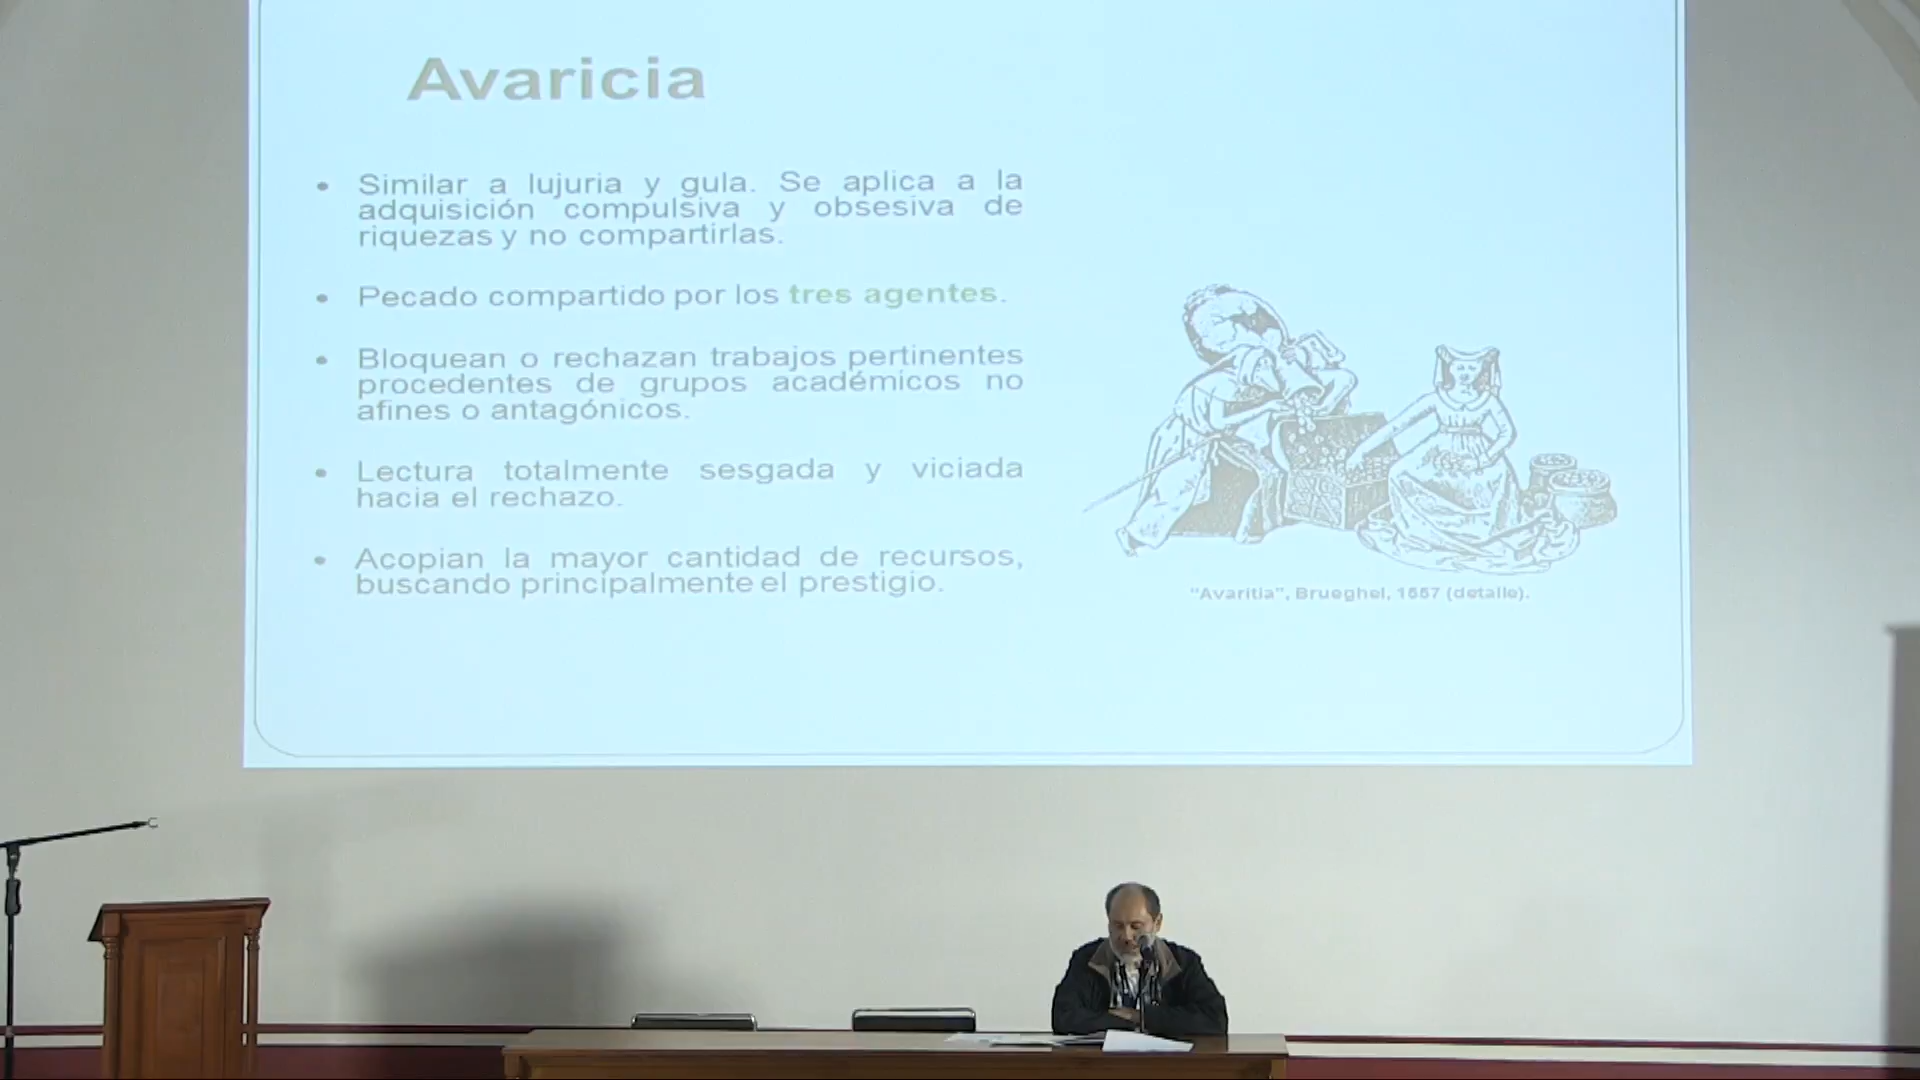 Avaricia
• Similar a lujuria y gula. Se aplica a la
adquisición compulsiva y obsesiva de
riquezas y no compartirlas.
• Pecado compartido por los tres agentes.
• Bloquean o rechazan trabajos pertinentes
procedentes de grupos académicos no
afines o antagónicos.
• Lectura totalmente sesgada y viciada
hacia el rechazo.
• Acopian la mayor cantidad de recursos,
buscando principalmente el prestigio.
"Avaritia", Brueghel, 1557 (detalle).